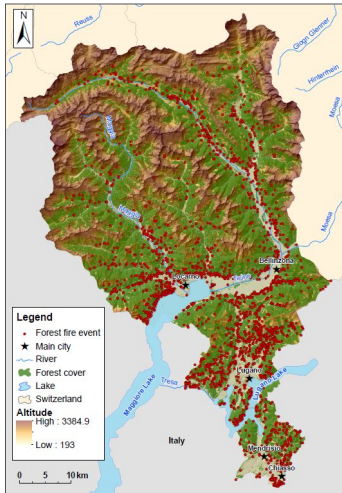 N
Reuss
Glogn Glenner
Hinterrhein
Moesa
Maggia
Moesa
Bellinzona
Locarno
Ticino
Lugano
Lugano Lake
Tresa
Maggiore Lake
Italy
Mendrisio
Chiasso
Legend
Forest fire event
Main city
River
Forest cover
Lake
Switzerland
Altitude
High : 3384.9
Low : 193
0 5 10 km